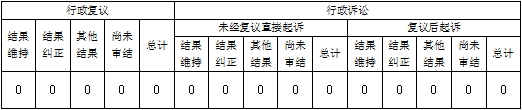 行政复议 行政诉讼
未经复议直接起诉 复议后起诉
结果维持 结果纠正 其他结果 尚未审结 总计 结果维持 结果纠正 其他结果 尚未审结 总计 结果维持 结果纠正 其他结果 尚未审结 总计
0 0 0 0 0 0 0 0 0 0 0 0 0 0 0